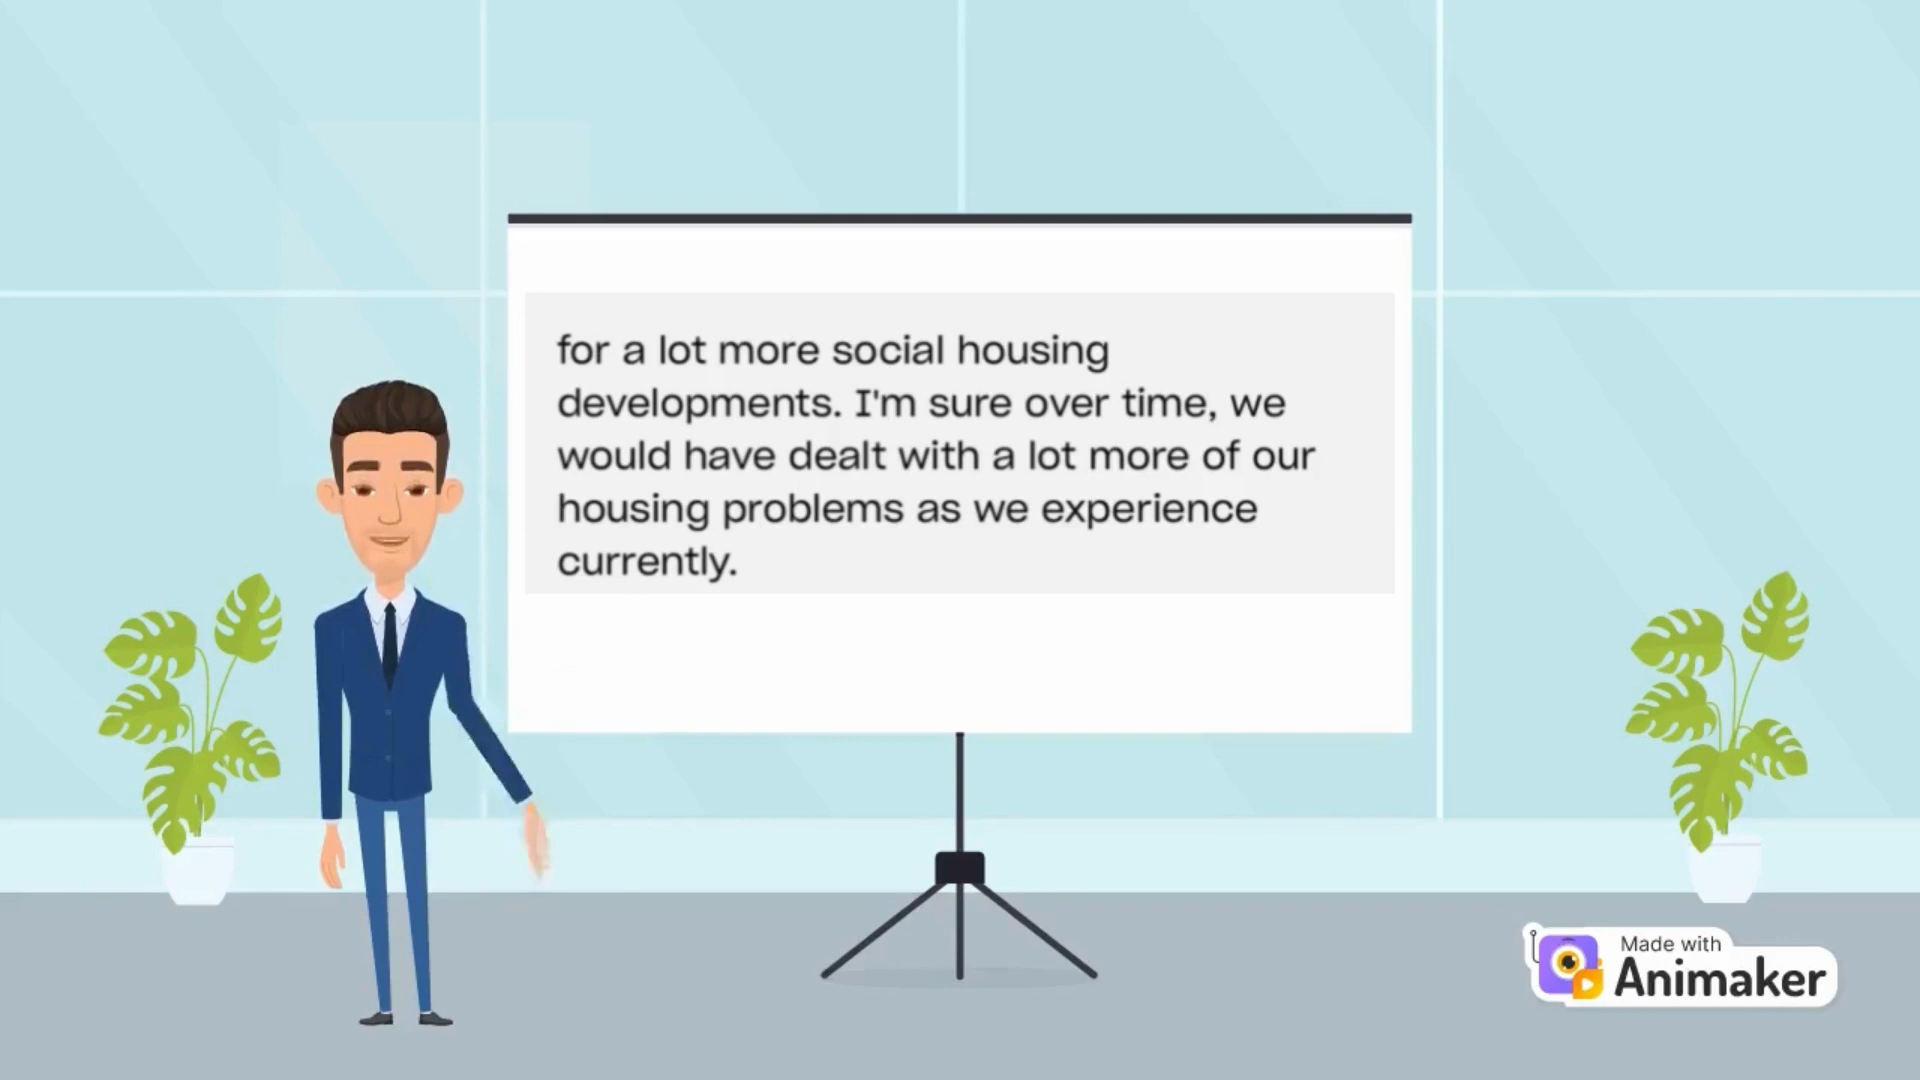 for a lot more social housing
developments. I'm sure over time, we
would have dealt with a lot more of our
housing problems as we experience
currently.
Made with
Animaker